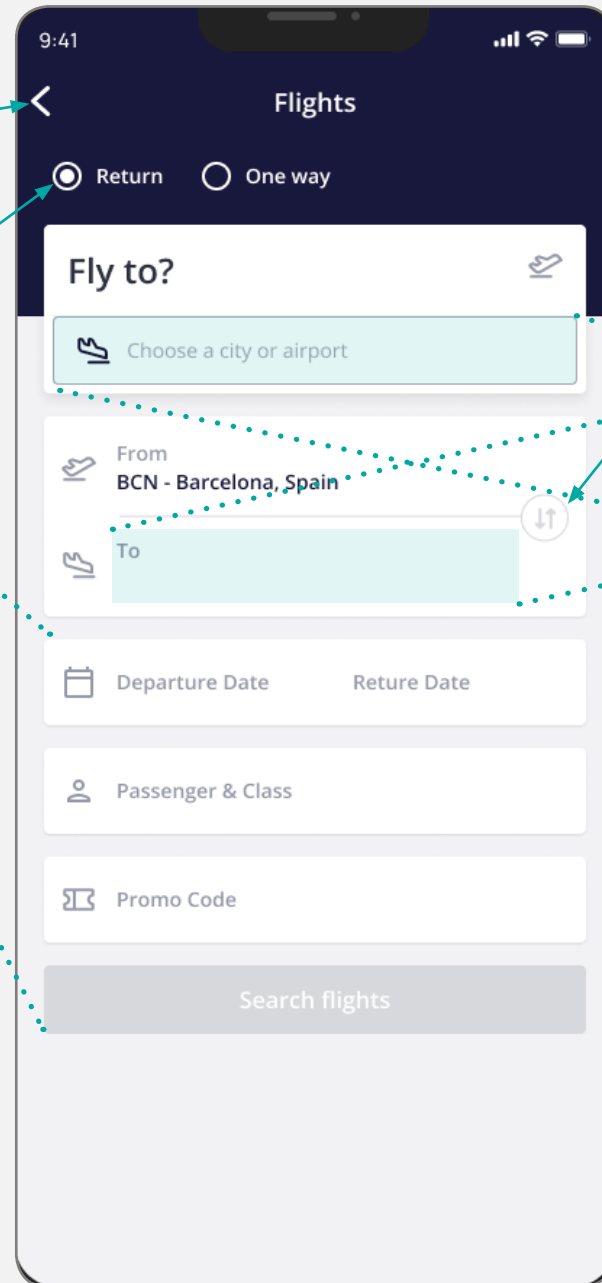 9:41
Flights
Return One way
Fly to?
Choose a city or airport
From
BCN - Barcelona, Spain
To
Departure Date Reture Date
Passenger & Class
Promo Code
Search flights